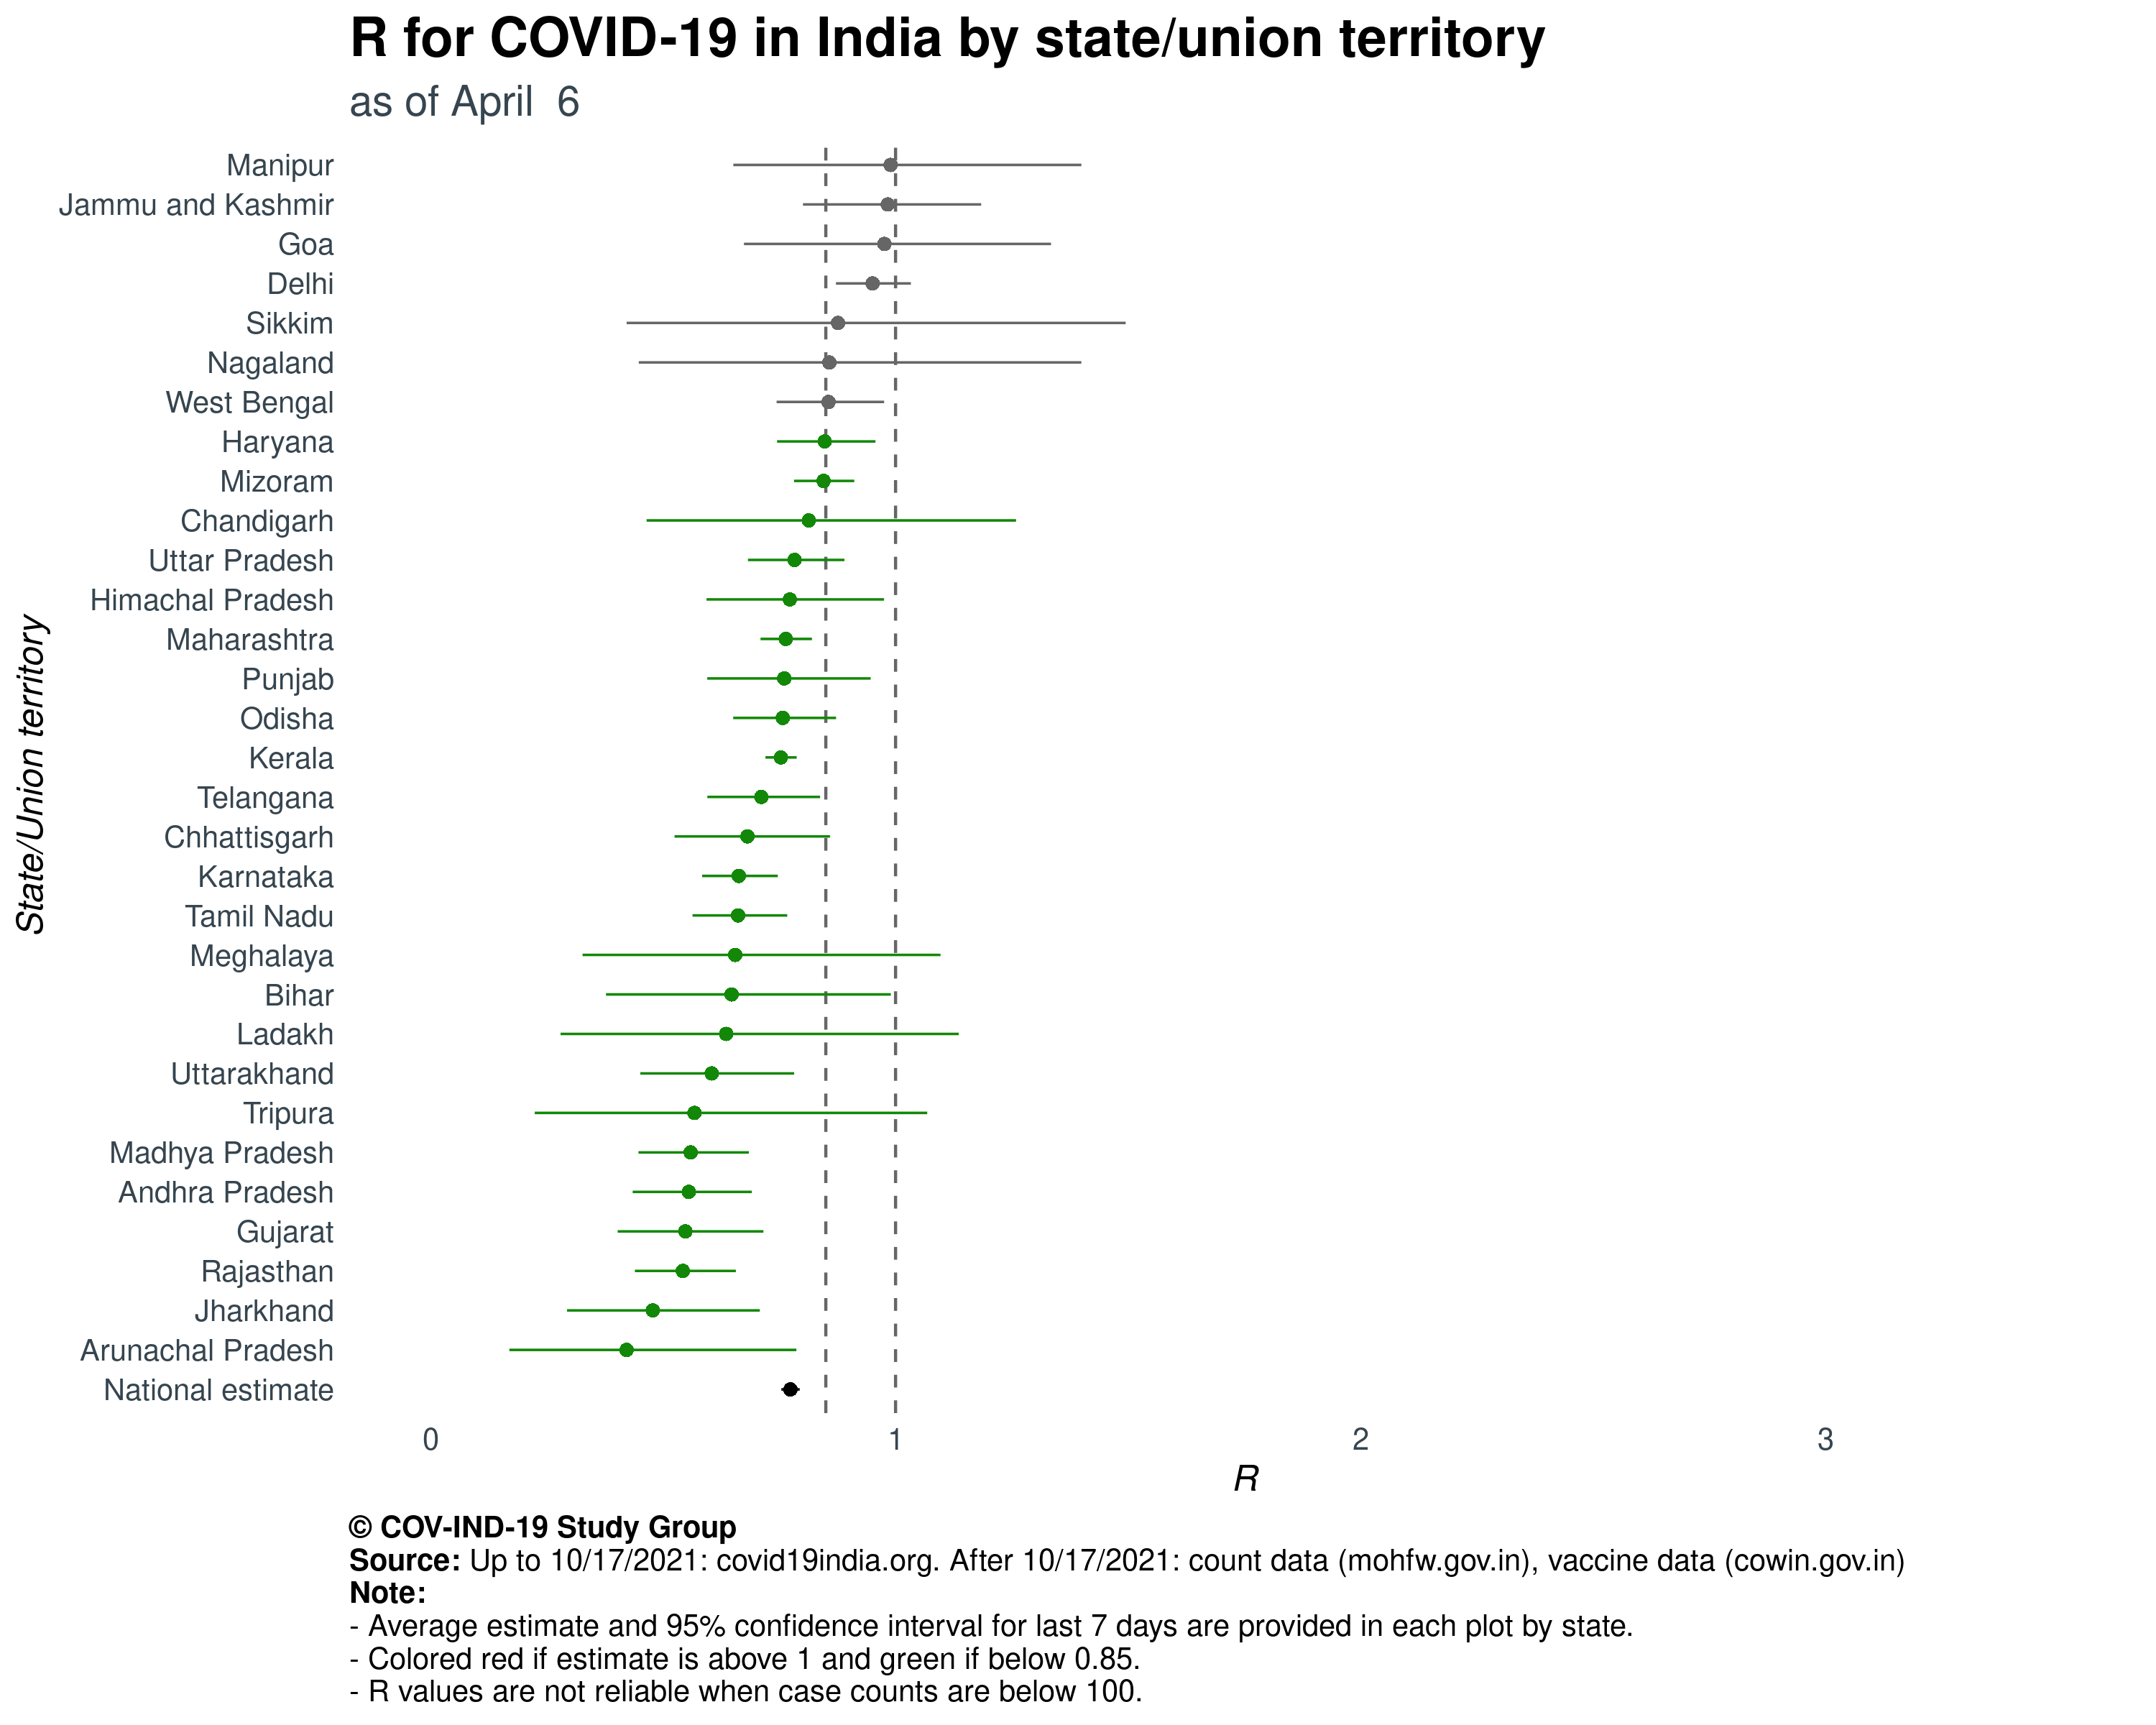 R for COVID-19 in India by state/union territory
as of April  6
State/Union territory
Manipur
Jammu and Kashmir
Goa
Delhi
Sikkim
Nagaland
West Bengal
Haryana
Mizoram
Chandigarh
Uttar Pradesh
Himachal Pradesh
Maharashtra
Punjab
Odisha
Kerala
Telangana
Chhattisgarh
Karnataka
Tamil Nadu
Meghalaya
Bihar
Ladakh
Uttarakhand
Tripura
Madhya Pradesh
Andhra Pradesh
Gujarat
Rajasthan
Jharkhand
Arunachal Pradesh
National estimate
0 1 2 3
R
© COV-IND-19 Study Group
Source: Up to 10/17/2021: covid19india.org. After 10/17/2021: count data (mohfw.gov.in), vaccine data (cowin.gov.in)
Note:
- Average estimate and 95% confidence interval for last 7 days are provided in each plot by state.
- Colored red if estimate is above 1 and green if below 0.85.
- R values are not reliable when case counts are below 100.